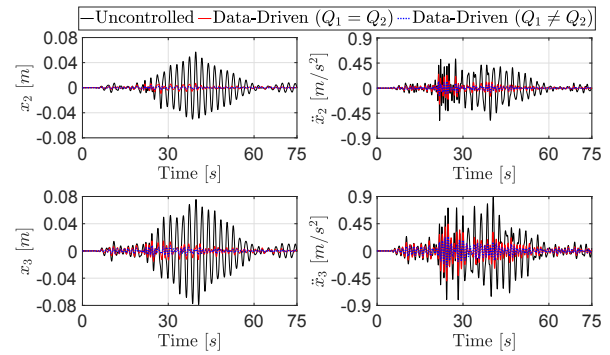 Uncontrolled Data-Driven (Q₁ = Q₂) Data-Driven (Q₁ ≠ Q₂)
x₂ [m]
0.08
0.04
0
-0.04
-0.08
0 25 50 75
Time [s]
ẍ₂ [m/s²]
0.9
0.45
0
-0.45
-0.9
0 30 60 75
Time [s]
x₃ [m]
0.08
0.04
0
-0.04
-0.08
0 30 60 75
Time [s]
ẍ₃ [m/s²]
0.9
0.45
0
-0.45
-0.9
0 30 60 75
Time [s]